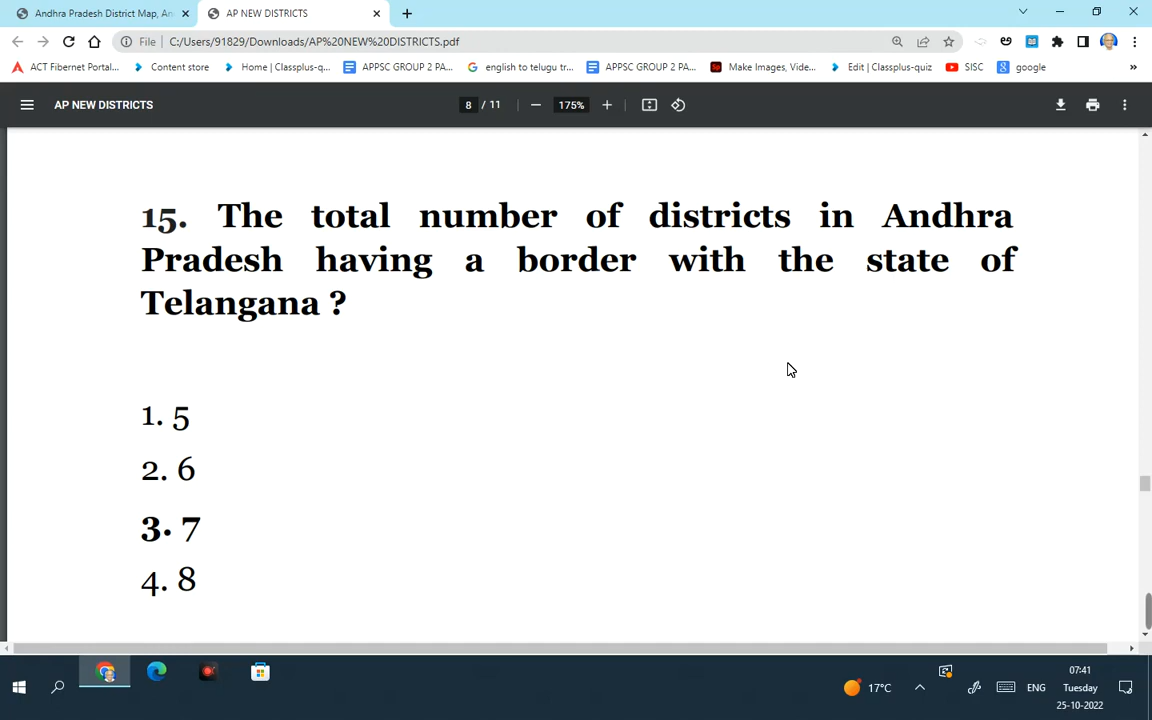 Andhra Pradesh District Map, An
AP NEW DISTRICTS
File
C:/Users/91829/Downloads/AP%20NEW%20DISTRICTS.pdf
ACT Fibernet Portal...
Content store
Home | Classplus-q...
APPSC GROUP 2 PA...
english to telugu tr...
APPSC GROUP 2 PA...
Make Images, Vide...
Edit | Classplus-quiz
SISC
google
AP NEW DISTRICTS
8 / 11
175%
15. The total number of districts in Andhra
Pradesh having a border with the state of
Telangana ?
1. 5
2. 6
3. 7
4. 8
17°C
ENG
07:41
Tuesday
25-10-2022